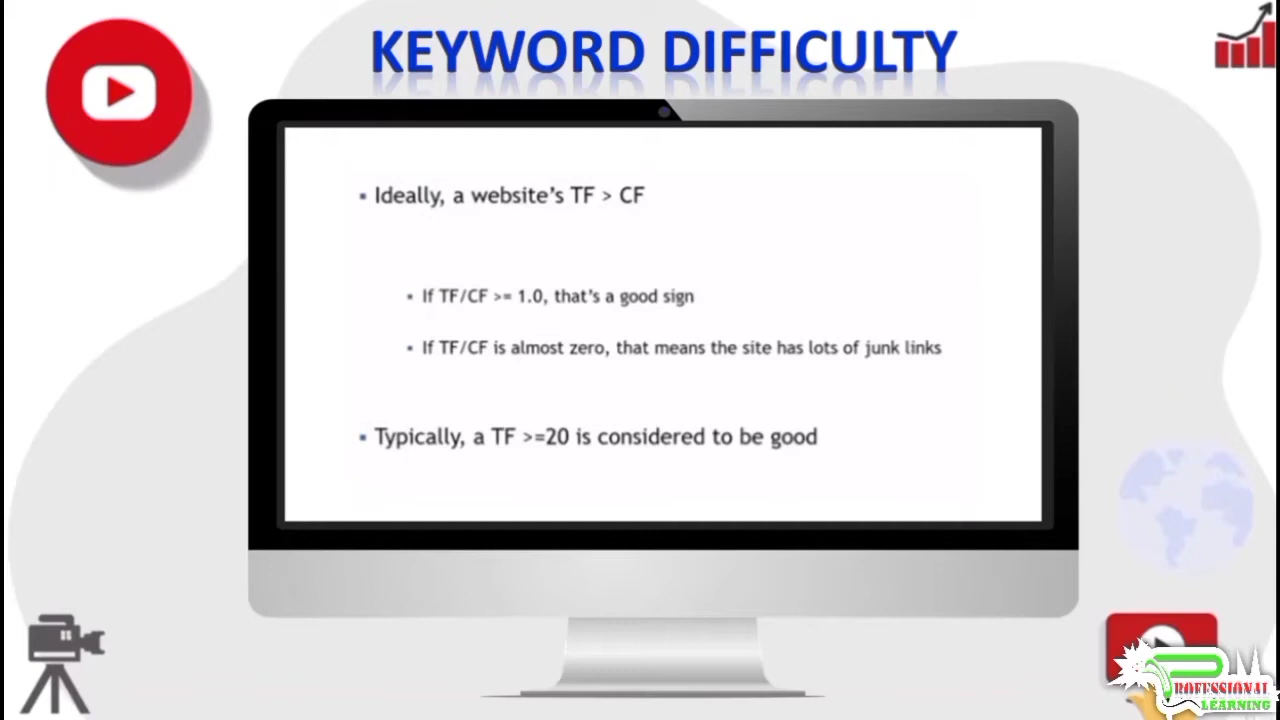 KEYWORD DIFFICULTY
▪ Ideally, a website's TF > CF
▪ If TF/CF >= 1.0, that's a good sign
▪ If TF/CF is almost zero, that means the site has lots of junk links
▪ Typically, a TF >=20 is considered to be good
PROFESSIONAL
LEARNING